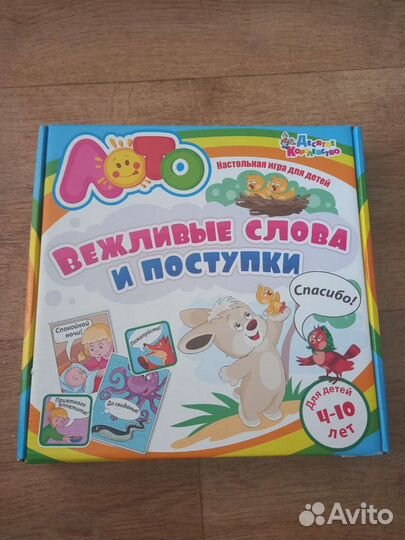 ЛОТО
Десятое
Королевство
Настольная игра для детей
Вежливые слова
и поступки
Спасибо!
Спокойной
ночи!
Пожалуйста!
Приятного
аппетита!
До свиданья!
Для детей
4-10
лет
Avito